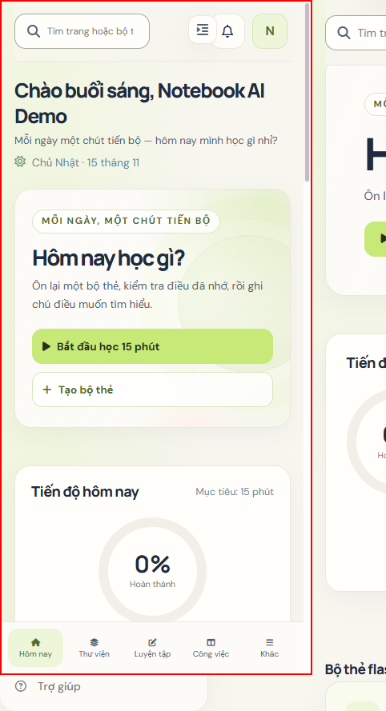 Tìm trang hoặc bộ t
N
Chào buổi sáng, Notebook AI
Demo
Mỗi ngày một chút tiến bộ — hôm nay mình học gì nhỉ?
Chủ Nhật · 15 tháng 11
MỖI NGÀY, MỘT CHÚT TIẾN BỘ
Hôm nay học gì?
Ôn lại một bộ thẻ, kiểm tra điều đã nhớ, rồi ghi
chú điều muốn tìm hiểu.
Bắt đầu học 15 phút
Tạo bộ thẻ
Tiến độ hôm nay
Mục tiêu: 15 phút
0%
Hoàn thành
Hôm nay
Thư viện
Luyện tập
Công việc
Khác
Trợ giúp
Tìm tr
H
Ôn l
Tiến đ
Bộ thẻ fla